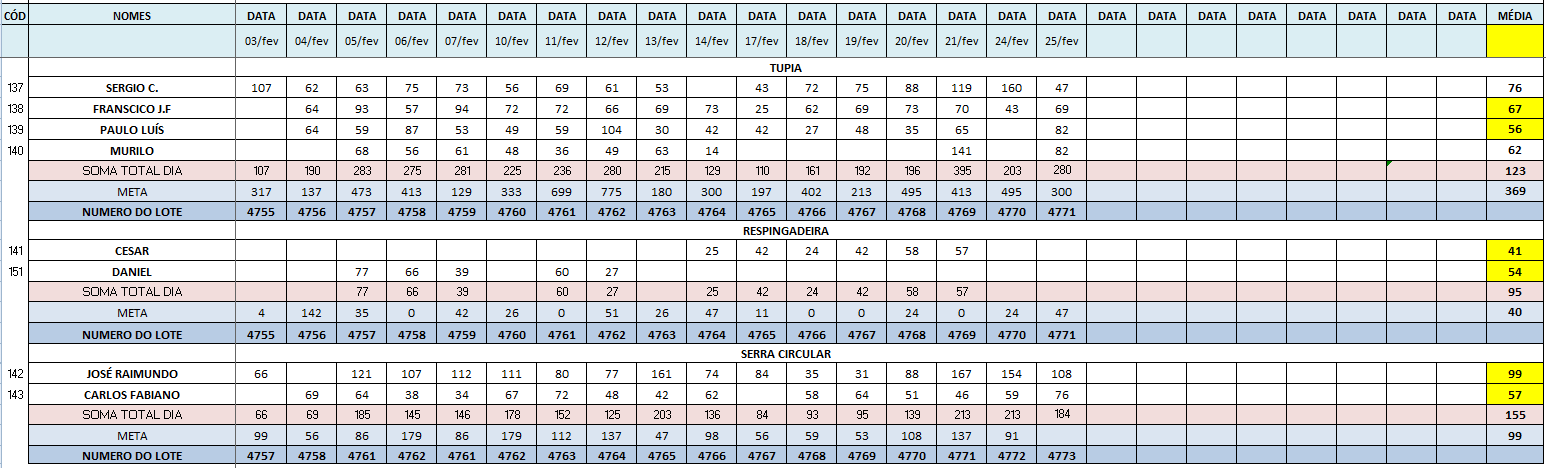 CÓD NOMES DATA DATA DATA DATA DATA DATA DATA DATA DATA DATA DATA DATA DATA DATA DATA DATA DATA DATA DATA DATA DATA DATA DATA DATA DATA MÉDIA
03/fev 04/fev 05/fev 06/fev 07/fev 10/fev 11/fev 12/fev 13/fev 14/fev 17/fev 18/fev 19/fev 20/fev 21/fev 24/fev 25/fev
TUPIA
137 SERGIO C. 107 62 63 75 73 56 69 61 53 43 72 75 88 119 160 47 76
138 FRANSCICO J.F 64 93 57 94 72 72 66 69 73 25 62 69 73 70 43 69 67
139 PAULO LUÍS 64 59 87 53 49 59 104 30 42 42 27 48 35 65 82 56
140 MURILO 68 56 61 48 36 49 63 14 141 82 62
SOMA TOTAL DIA 107 190 283 275 281 225 236 280 215 129 110 161 192 196 395 203 280 123
META 317 137 473 413 129 333 699 775 180 300 197 402 213 495 413 495 300 369
NUMERO DO LOTE 4755 4756 4757 4758 4759 4760 4761 4762 4763 4764 4765 4766 4767 4768 4769 4770 4771
RESPINGADEIRA
141 CESAR 25 42 24 42 58 57 41
151 DANIEL 77 66 39 60 27 54
SOMA TOTAL DIA 77 66 39 60 27 25 42 24 42 58 57 95
META 4 142 35 0 42 26 0 51 26 47 11 0 0 24 0 24 47 40
NUMERO DO LOTE 4755 4756 4757 4758 4759 4760 4761 4762 4763 4764 4765 4766 4767 4768 4769 4770 4771
SERRA CIRCULAR
142 JOSÉ RAIMUNDO 66 121 107 112 111 80 77 161 74 84 35 31 88 167 154 108 99
143 CARLOS FABIANO 69 64 38 34 67 72 48 42 62 58 64 51 46 59 76 57
SOMA TOTAL DIA 66 69 185 145 146 178 152 125 203 136 84 93 95 139 213 213 184 155
META 99 56 86 179 86 179 112 137 47 98 56 59 53 108 137 91 99
NUMERO DO LOTE 4757 4758 4761 4762 4761 4762 4763 4764 4765 4766 4767 4768 4769 4770 4771 4772 4773